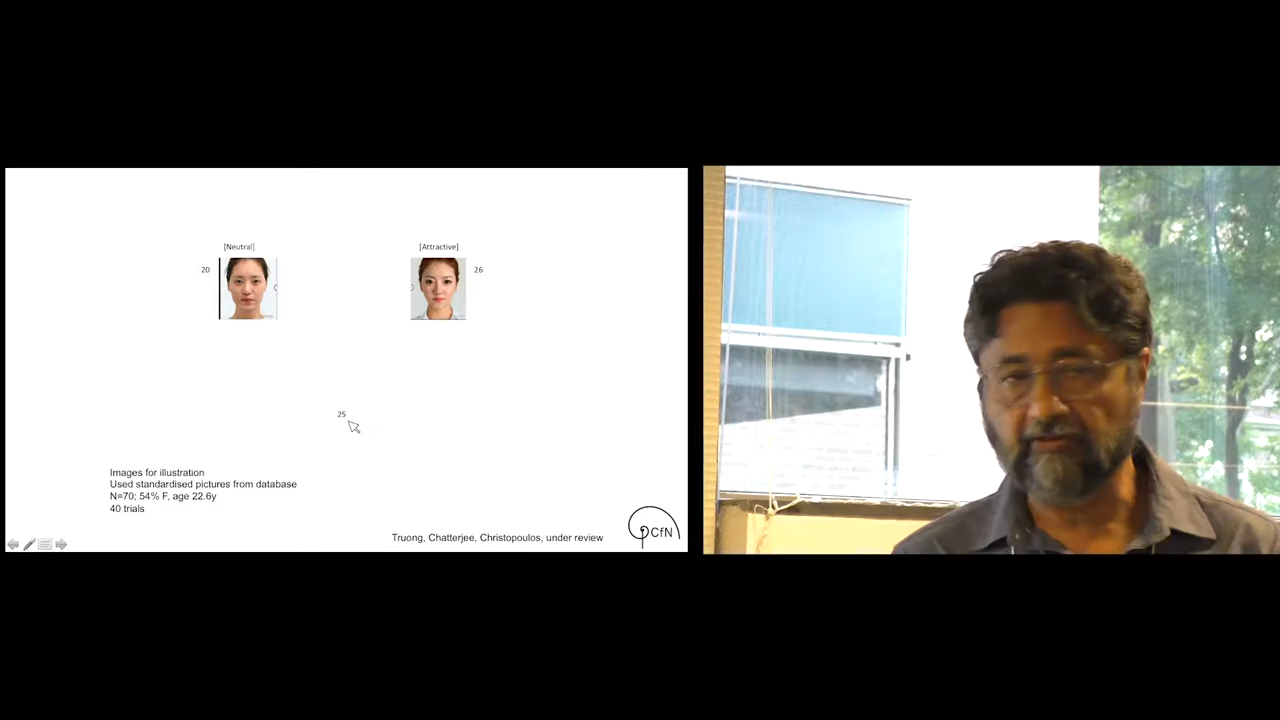 [Neutral]
[Attractive]
20
26
25
Images for illustration
Used standardised pictures from database
N=70; 54% F, age 22.6y
40 trials
Truong, Chatterjee, Christopoulos, under review
CfN